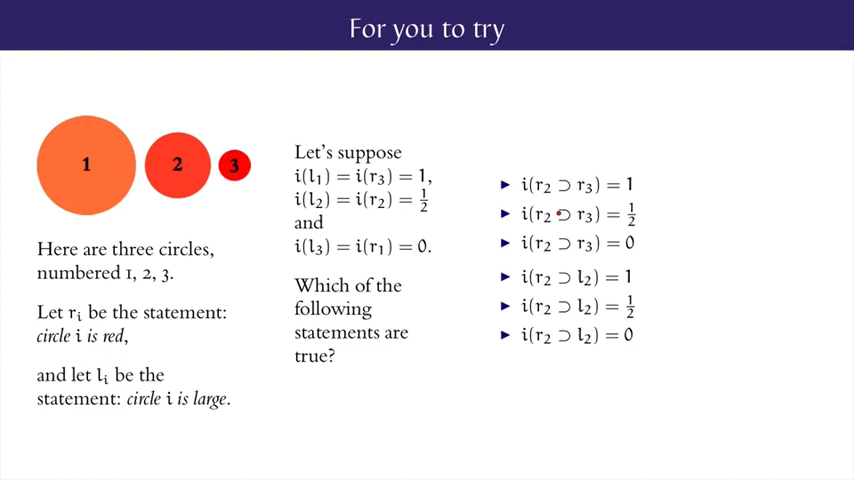 For you to try
1 2 3
Here are three circles,
numbered 1, 2, 3.
Let rᵢ be the statement:
circle i is red,
and let lᵢ be the
statement: circle i is large.
Let's suppose
i(l₁) = i(r₃) = 1,
i(l₂) = i(r₂) = ½
and
i(l₃) = i(r₁) = 0.
Which of the
following
statements are
true?
▶ i(r₂ ⊃ r₃) = 1
▶ i(r₂ ⊃ r₃) = ½
▶ i(r₂ ⊃ r₃) = 0
▶ i(r₂ ⊃ l₂) = 1
▶ i(r₂ ⊃ l₂) = ½
▶ i(r₂ ⊃ l₂) = 0